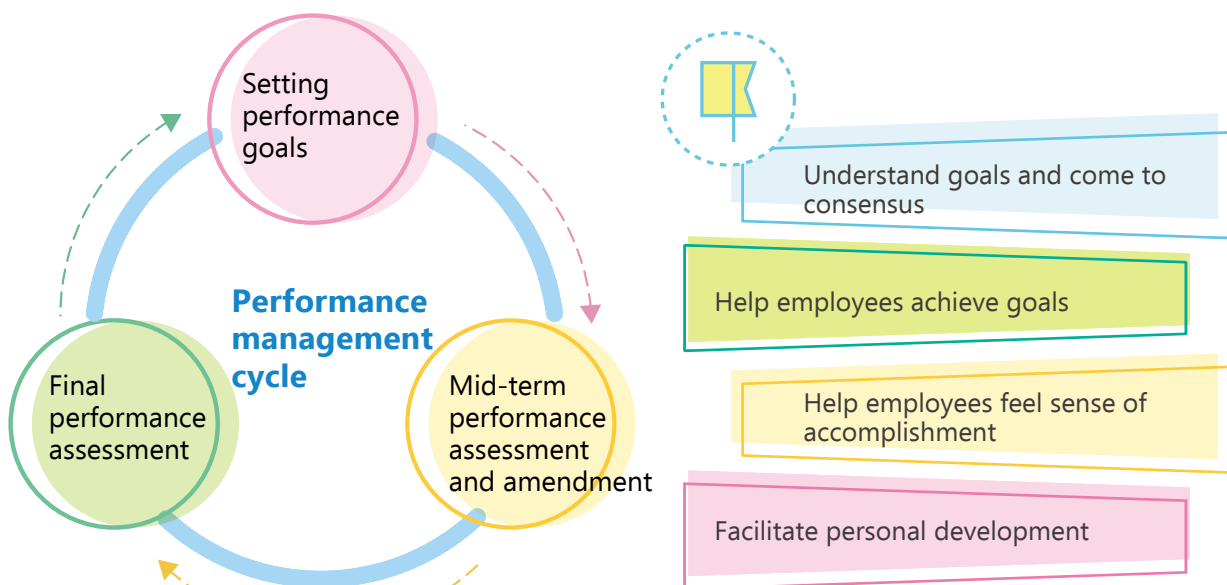 Setting
performance
goals
Performance
management
cycle
Final
performance
assessment
Mid-term
performance
assessment
and amendment
Understand goals and come to
consensus
Help employees achieve goals
Help employees feel sense of
accomplishment
Facilitate personal development